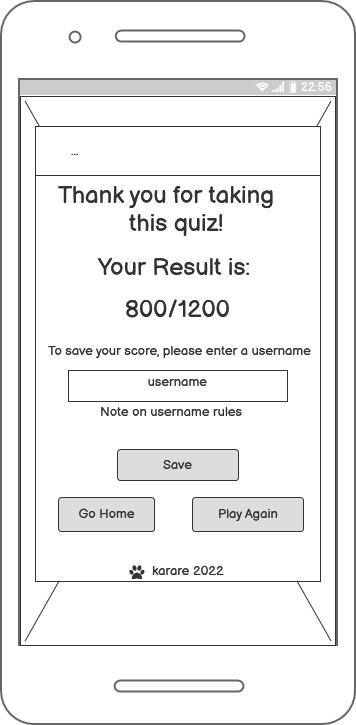 22:56
...
Thank you for taking
this quiz!
Your Result is:
800/1200
To save your score, please enter a username
username
Note on username rules
Save
Go Home
Play Again
karare 2022